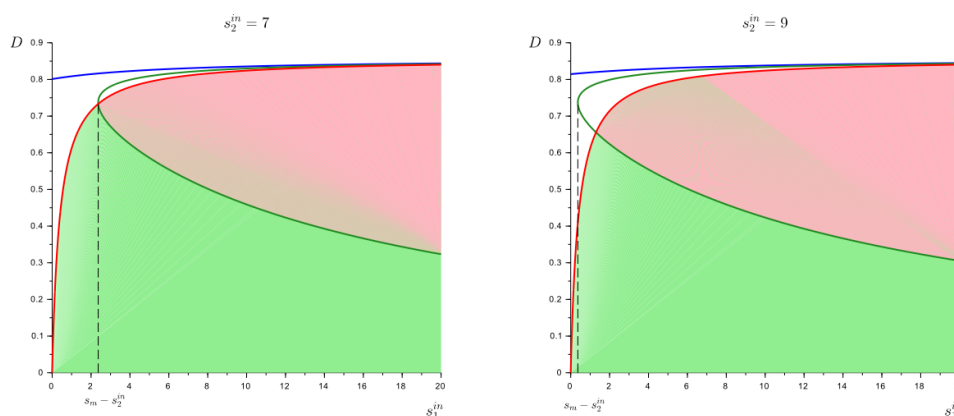 $s_2^{in} = 7$
D
0.9
0.8
0.7
0.6
0.5
0.4
0.3
0.2
0.1
0
0 2 4 6 8 10 12 14 16 18 20
$s_m - s_2^{in}$
$s_1^{in}$
$s_2^{in} = 9$
D
0.9
0.8
0.7
0.6
0.5
0.4
0.3
0.2
0.1
0
0 2 4 6 8 10 12 14 16 18
$s_m - s_2^{in}$